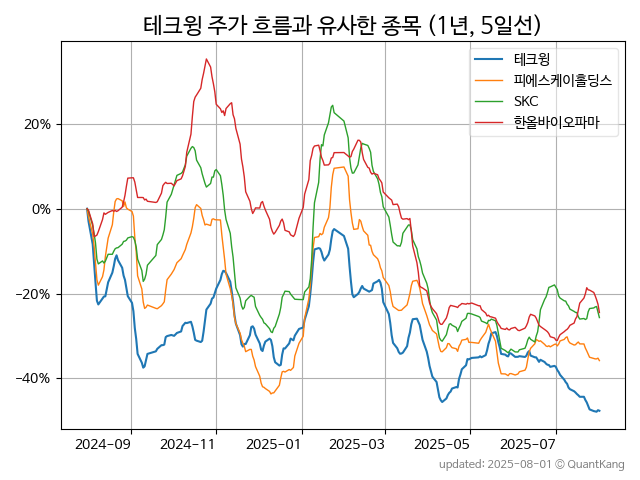 테크윙 주가 흐름과 유사한 종목 (1년, 5일선)
테크윙
피에스케이홀딩스
SKC
한올바이오파마
20%
0%
−20%
−40%
2024−09
2024−11
2025−01
2025−03
2025−05
2025−07
updated: 2025-08-01 © QuantKang